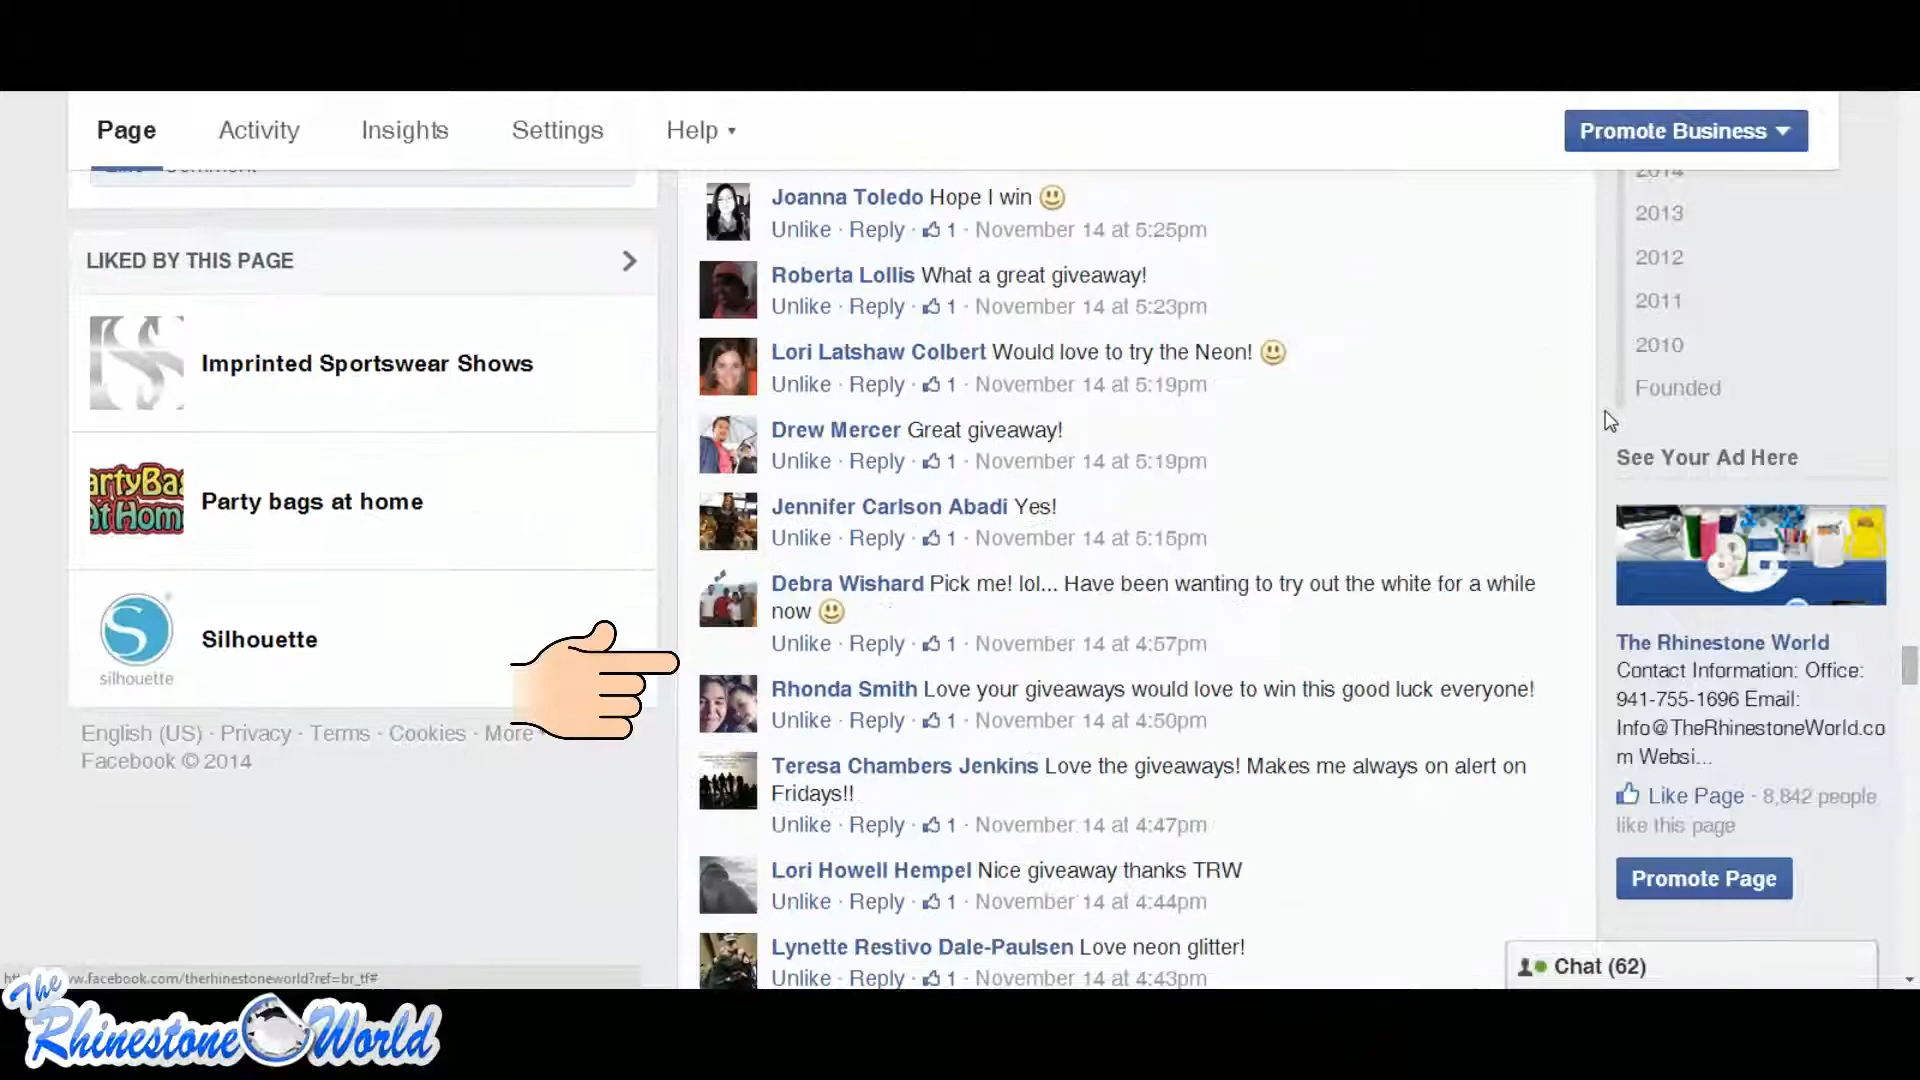 Page Activity Insights Settings Help
Promote Business
LIKED BY THIS PAGE
Imprinted Sportswear Shows
artyBa
At Hom
Party bags at home
S
silhouette
Silhouette
English (US) · Privacy · Terms · Cookies · More
Facebook © 2014
Joanna Toledo Hope I win
Unlike · Reply · 1 · November 14 at 5:25pm
Roberta Lollis What a great giveaway!
Unlike · Reply · 1 · November 14 at 5:23pm
Lori Latshaw Colbert Would love to try the Neon!
Unlike · Reply · 1 · November 14 at 5:19pm
Drew Mercer Great giveaway!
Unlike · Reply · 1 · November 14 at 5:19pm
Jennifer Carlson Abadi Yes!
Unlike · Reply · 1 · November 14 at 5:15pm
Debra Wishard Pick me! lol... Have been wanting to try out the white for a while
now
Unlike · Reply · 1 · November 14 at 4:57pm
Rhonda Smith Love your giveaways would love to win this good luck everyone!
Unlike · Reply · 1 · November 14 at 4:50pm
Teresa Chambers Jenkins Love the giveaways! Makes me always on alert on
Fridays!!
Unlike · Reply · 1 · November 14 at 4:47pm
Lori Howell Hempel Nice giveaway thanks TRW
Unlike · Reply · 1 · November 14 at 4:44pm
Lynette Restivo Dale-Paulsen Love neon glitter!
Unlike · Reply · 1 · November 14 at 4:43pm
2014
2013
2012
2011
2010
Founded
See Your Ad Here
The Rhinestone World
Contact Information: Office:
941-755-1696 Email:
Info@TheRhinestoneWorld.co
m Websi...
Like Page · 8,842 people
like this page
Promote Page
Chat (62)
ww.facebook.com/therhinestoneworld?ref=br_tf#
The
Rhinestone World